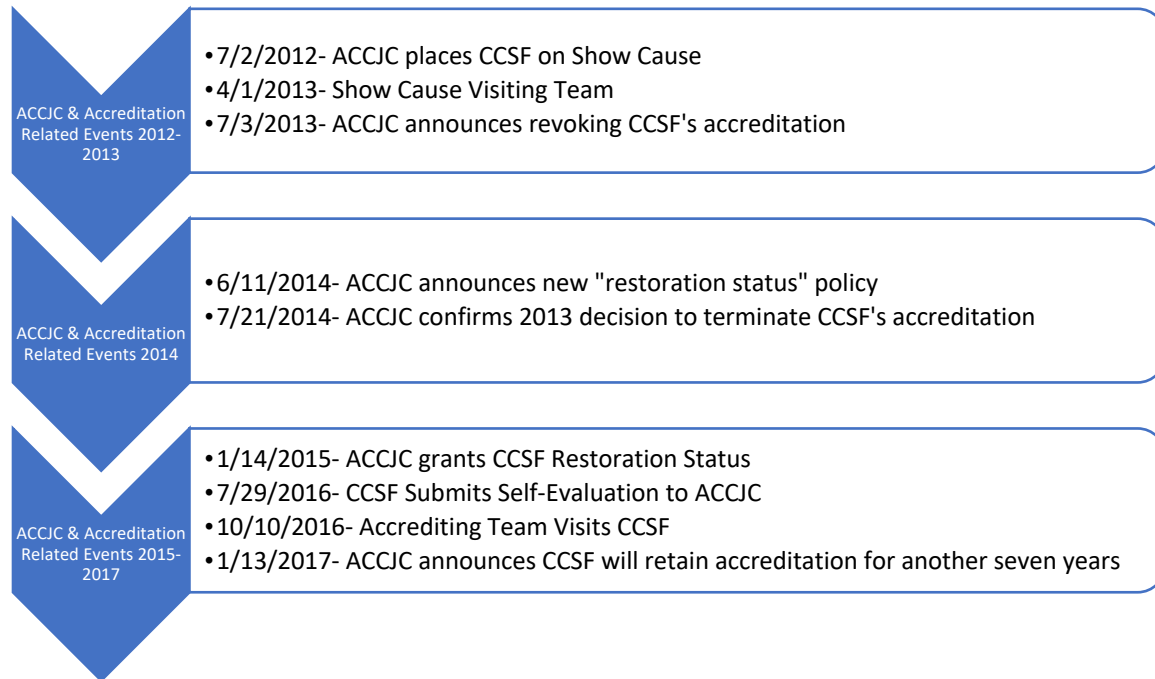 ACCJC & Accreditation
Related Events 2012-
2013
•7/2/2012- ACCJC places CCSF on Show Cause
•4/1/2013- Show Cause Visiting Team
•7/3/2013- ACCJC announces revoking CCSF's accreditation
ACCJC & Accreditation
Related Events 2014
•6/11/2014- ACCJC announces new "restoration status" policy
•7/21/2014- ACCJC confirms 2013 decision to terminate CCSF's accreditation
ACCJC & Accreditation
Related Events 2015-
2017
•1/14/2015- ACCJC grants CCSF Restoration Status
•7/29/2016- CCSF Submits Self-Evaluation to ACCJC
•10/10/2016- Accrediting Team Visits CCSF
•1/13/2017- ACCJC announces CCSF will retain accreditation for another seven years